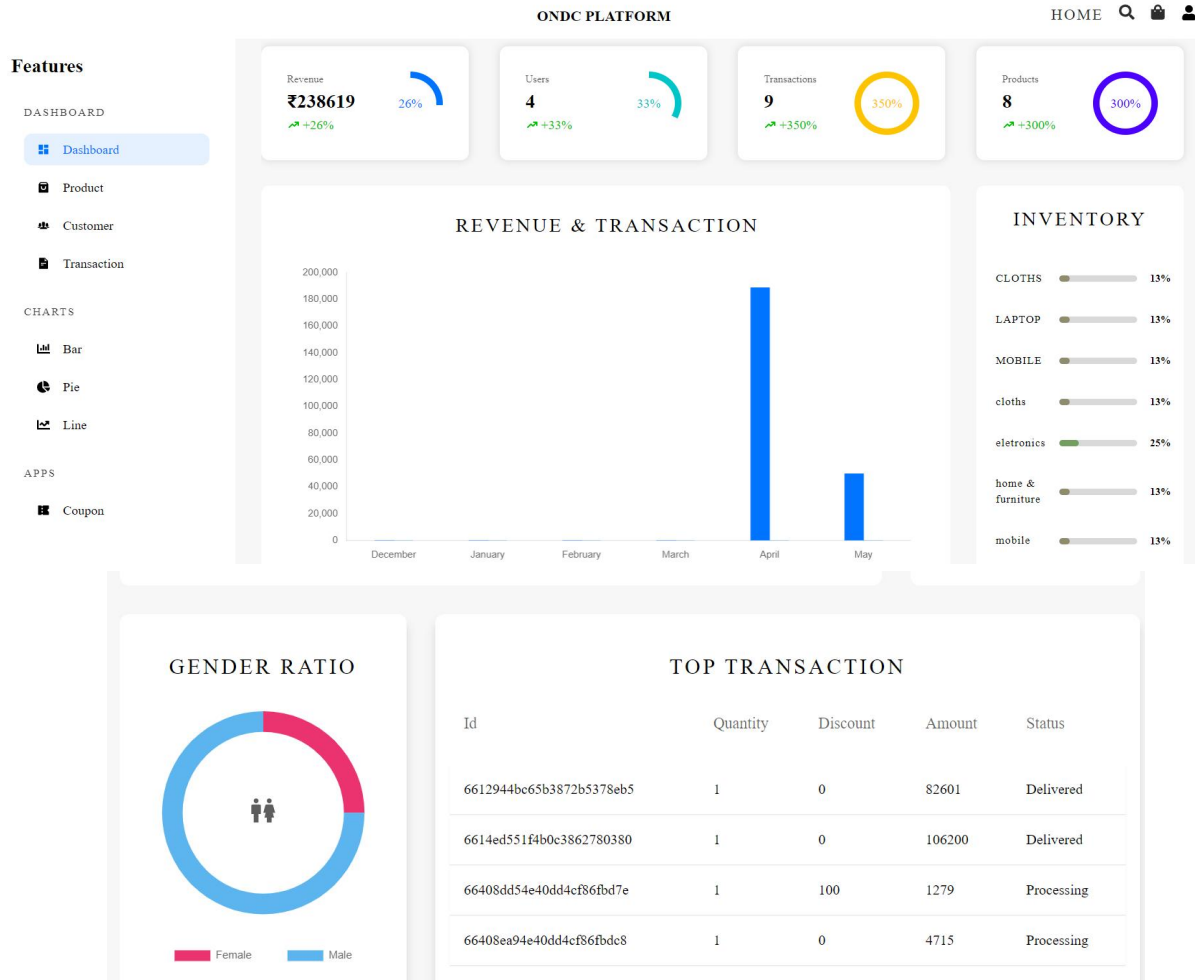 ONDC PLATFORM
HOME
Features
DASHBOARD
Dashboard
Product
Customer
Transaction
CHARTS
Bar
Pie
Line
APPS
Coupon
Revenue
₹238619
+26%
26%
Users
4
+33%
33%
Transactions
9
+350%
350%
Products
8
+300%
300%
REVENUE & TRANSACTION
200,000
180,000
160,000
140,000
120,000
100,000
80,000
60,000
40,000
20,000
0
December January February March April May
INVENTORY
CLOTHS 13%
LAPTOP 13%
MOBILE 13%
cloths 13%
eletronics 25%
home &
furniture 13%
mobile 13%
GENDER RATIO
Female Male
TOP TRANSACTION
Id Quantity Discount Amount Status
6612944bc65b3872b5378eb5 1 0 82601 Delivered
6614ed551f4b0c3862780380 1 0 106200 Delivered
66408dd54e40dd4cf86fbd7e 1 100 1279 Processing
66408ea94e40dd4cf86fbdc8 1 0 4715 Processing